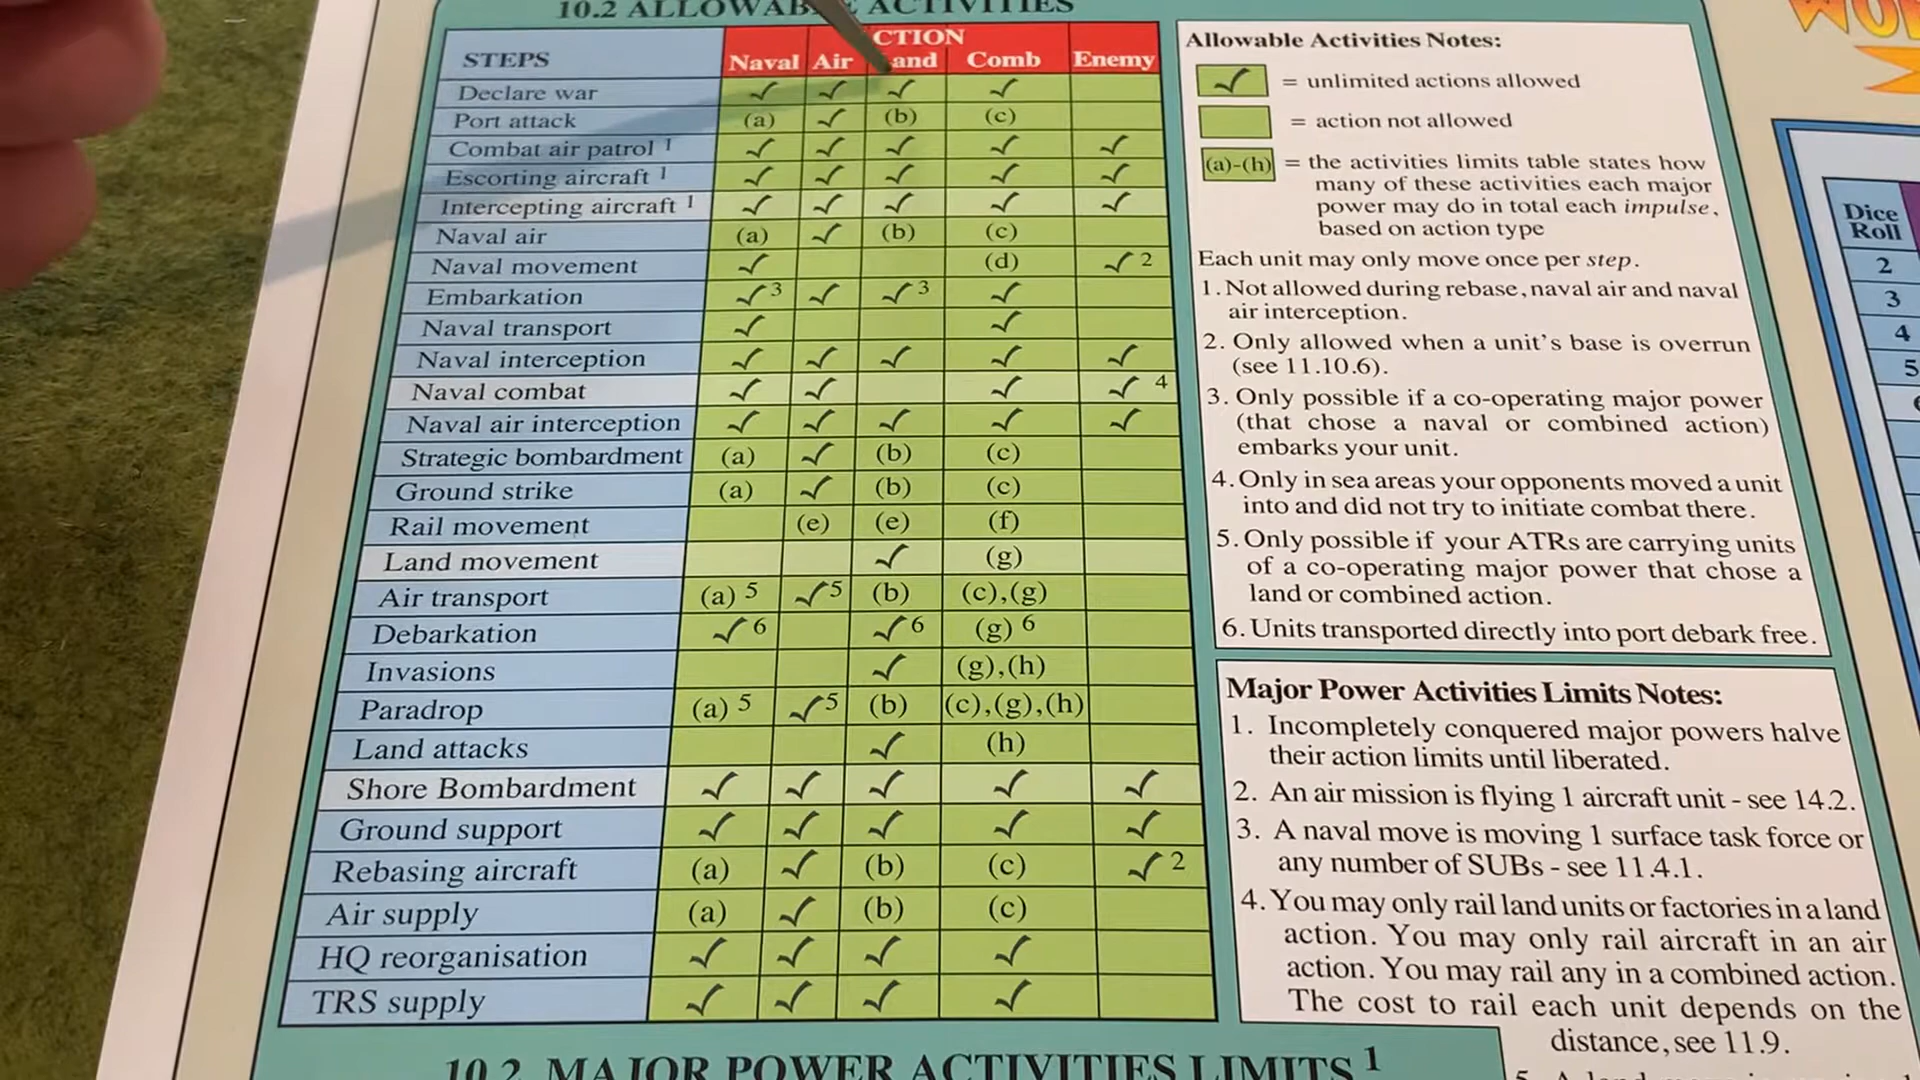 10.2 ALLOWABLE ACTIVITIES
STEPS Naval Air Land Comb Enemy
Declare war ✓ ✓ ✓ ✓
Port attack (a) ✓ (b) (c)
Combat air patrol 1 ✓ ✓ ✓ ✓ ✓
Escorting aircraft 1 ✓ ✓ ✓ ✓ ✓
Intercepting aircraft 1 ✓ ✓ ✓ ✓ ✓
Naval air (a) ✓ (b) (c)
Naval movement ✓ (d) ✓ 2
Embarkation ✓ 3 ✓ ✓ 3 ✓
Naval transport ✓ ✓
Naval interception ✓ ✓ ✓ ✓ ✓
Naval combat ✓ ✓ ✓ ✓ 4
Naval air interception ✓ ✓ ✓ ✓ ✓
Strategic bombardment (a) ✓ (b) (c)
Ground strike (a) ✓ (b) (c)
Rail movement (e) (e) (f)
Land movement ✓ (g)
Air transport (a) 5 ✓ 5 (b) (c),(g)
Debarkation ✓ 6 ✓ 6 (g) 6
Invasions ✓ (g),(h)
Paradrop (a) 5 ✓ 5 (b) (c),(g),(h)
Land attacks ✓ (h)
Shore Bombardment ✓ ✓ ✓ ✓ ✓
Ground support ✓ ✓ ✓ ✓ ✓
Rebasing aircraft (a) ✓ (b) (c) ✓ 2
Air supply (a) ✓ (b) (c)
HQ reorganisation ✓ ✓ ✓ ✓
TRS supply ✓ ✓ ✓ ✓
10.2 MAJOR POWER ACTIVITIES LIMITS 1
Allowable Activities Notes:
✓ = unlimited actions allowed
= action not allowed
(a)-(h) = the activities limits table states how
many of these activities each major
power may do in total each impulse,
based on action type
Each unit may only move once per step.
1. Not allowed during rebase, naval air and naval
air interception.
2. Only allowed when a unit's base is overrun
(see 11.10.6).
3. Only possible if a co-operating major power
(that chose a naval or combined action)
embarks your unit.
4. Only in sea areas your opponents moved a unit
into and did not try to initiate combat there.
5. Only possible if your ATRs are carrying units
of a co-operating major power that chose a
land or combined action.
6. Units transported directly into port debark free.
Major Power Activities Limits Notes:
1. Incompletely conquered major powers halve
their action limits until liberated.
2. An air mission is flying 1 aircraft unit - see 14.2.
3. A naval move is moving 1 surface task force or
any number of SUBs - see 11.4.1.
4. You may only rail land units or factories in a land
action. You may only rail aircraft in an air
action. You may rail any in a combined action.
The cost to rail each unit depends on the
distance, see 11.9.
Dice
Roll
2
3
4
5